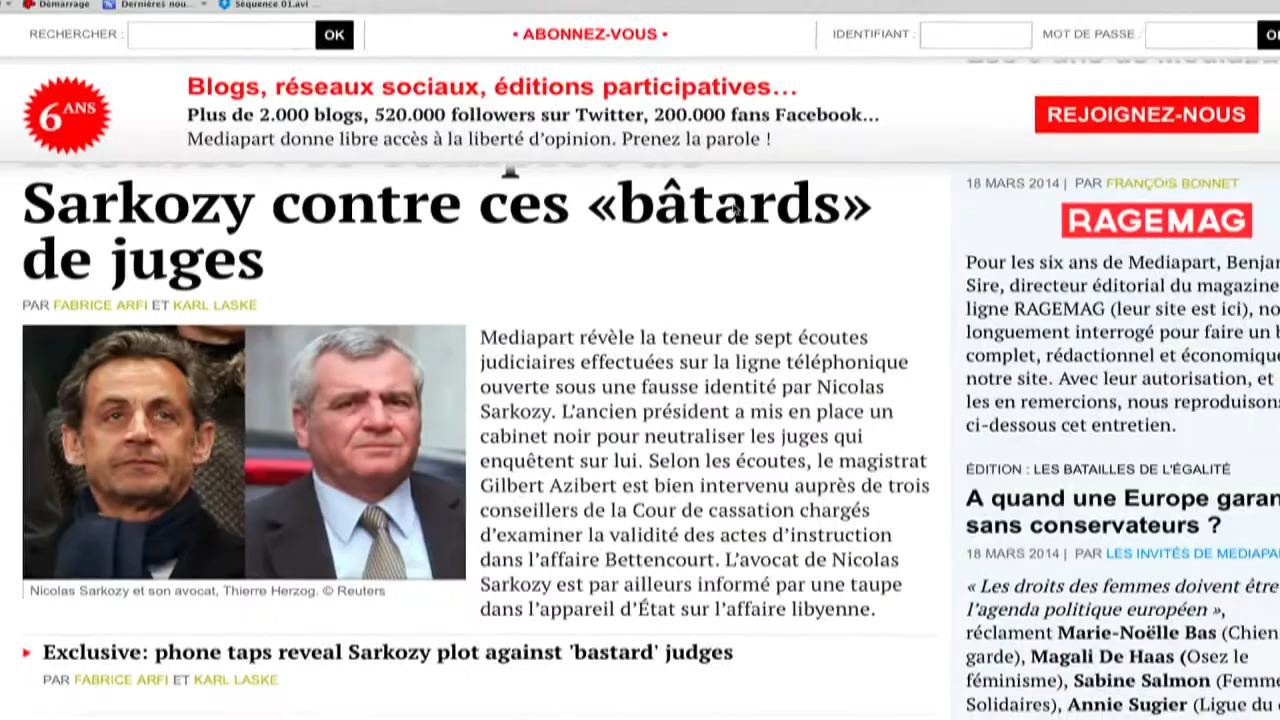 Démarrage
Dernières nou...
Séquence 01.avi
RECHERCHER :
OK
• ABONNEZ-VOUS •
IDENTIFIANT :
MOT DE PASSE :
6 ANS
Blogs, réseaux sociaux, éditions participatives...
Plus de 2.000 blogs, 520.000 followers sur Twitter, 200.000 fans Facebook...
Mediapart donne libre accès à la liberté d'opinion. Prenez la parole !
REJOIGNEZ-NOUS
Sarkozy contre ces «bâtards»
de juges
PAR FABRICE ARFI ET KARL LASKE
Mediapart révèle la teneur de sept écoutes
judiciaires effectuées sur la ligne téléphonique
ouverte sous une fausse identité par Nicolas
Sarkozy. L'ancien président a mis en place un
cabinet noir pour neutraliser les juges qui
enquêtent sur lui. Selon les écoutes, le magistrat
Gilbert Azibert est bien intervenu auprès de trois
conseillers de la Cour de cassation chargés
d'examiner la validité des actes d'instruction
dans l'affaire Bettencourt. L'avocat de Nicolas
Sarkozy est par ailleurs informé par une taupe
dans l'appareil d'État sur l'affaire libyenne.
Nicolas Sarkozy et son avocat, Thierre Herzog. © Reuters
Exclusive: phone taps reveal Sarkozy plot against 'bastard' judges
PAR FABRICE ARFI ET KARL LASKE
18 MARS 2014 | PAR FRANÇOIS BONNET
RAGEMAG
Pour les six ans de Mediapart, Benja
Sire, directeur éditorial du magazine
ligne RAGEMAG (leur site est ici), no
longuement interrogé pour faire un
complet, rédactionnel et économique
notre site. Avec leur autorisation, et
les en remercions, nous reproduison
ci-dessous cet entretien.
ÉDITION : LES BATAILLES DE L'ÉGALITÉ
A quand une Europe garan
sans conservateurs ?
18 MARS 2014 | PAR LES INVITÉS DE MEDIAPA
« Les droits des femmes doivent être
l'agenda politique européen »,
réclament Marie-Noëlle Bas (Chien
garde), Magali De Haas (Osez le
féminisme), Sabine Salmon (Femme
Solidaires), Annie Sugier (Ligue du